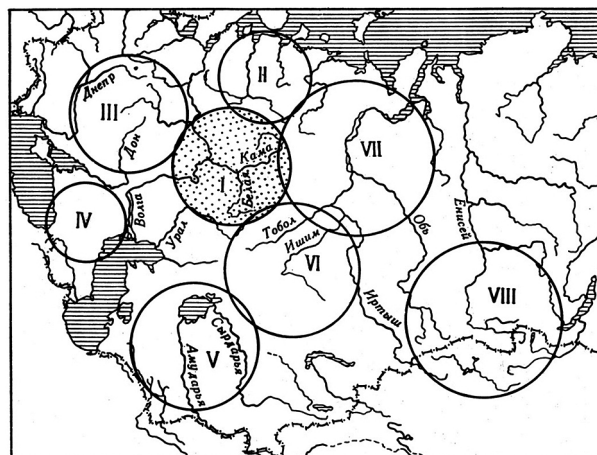 II
Днепр
III
Дон
Кама
I
Белая
VII
IV
Волга
Урал
Тобол
Ишим
VI
Обь
Енисей
Иртыш
VIII
V
Сырдарья
Амударья